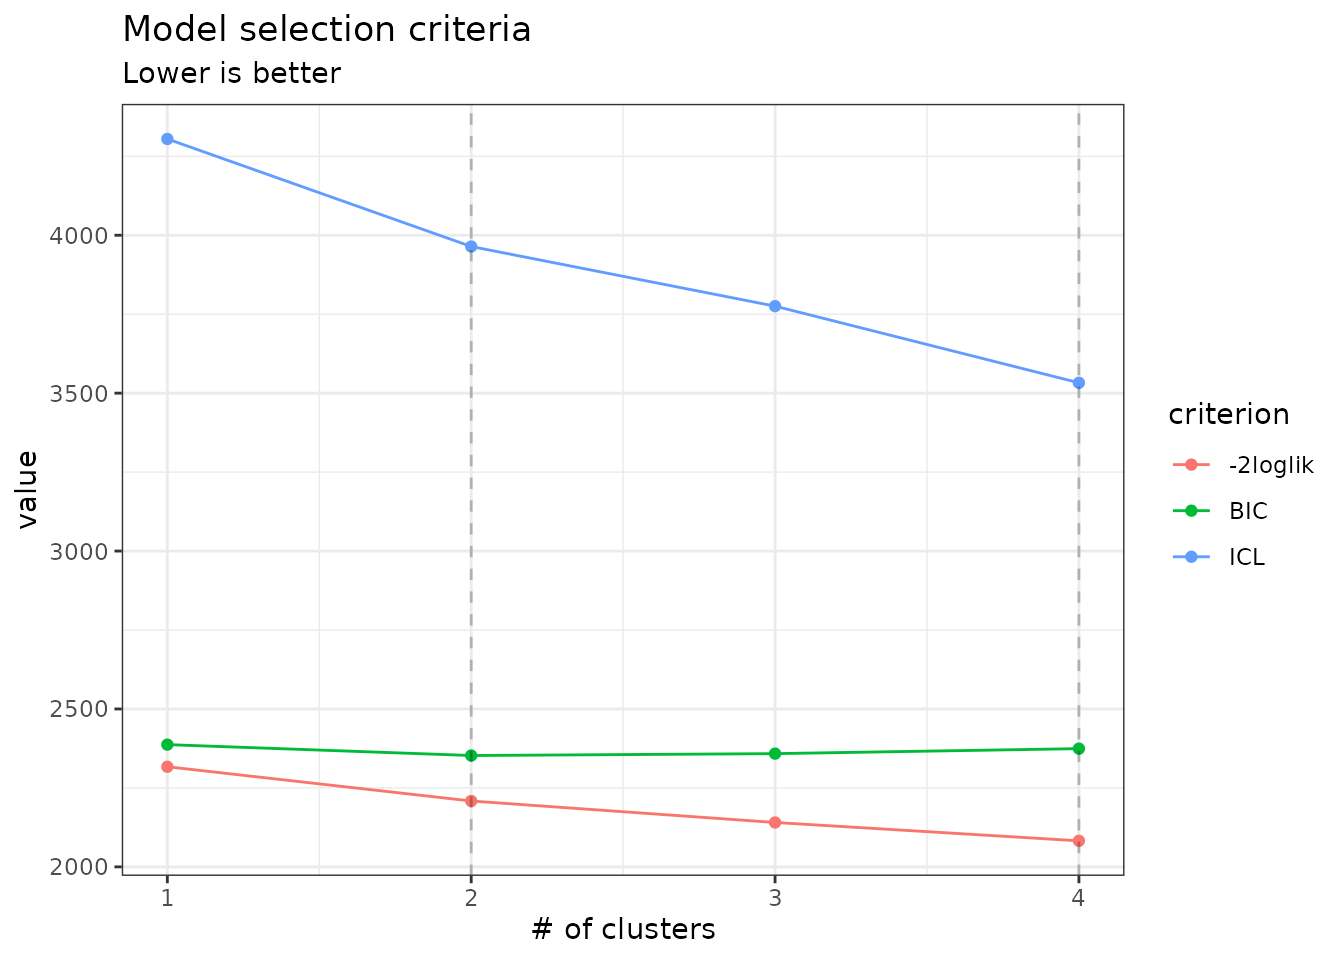 Model selection criteria
Lower is better
4000
3500
3000
2500
2000
value
1 2 3 4
# of clusters
criterion
-2loglik
BIC
ICL